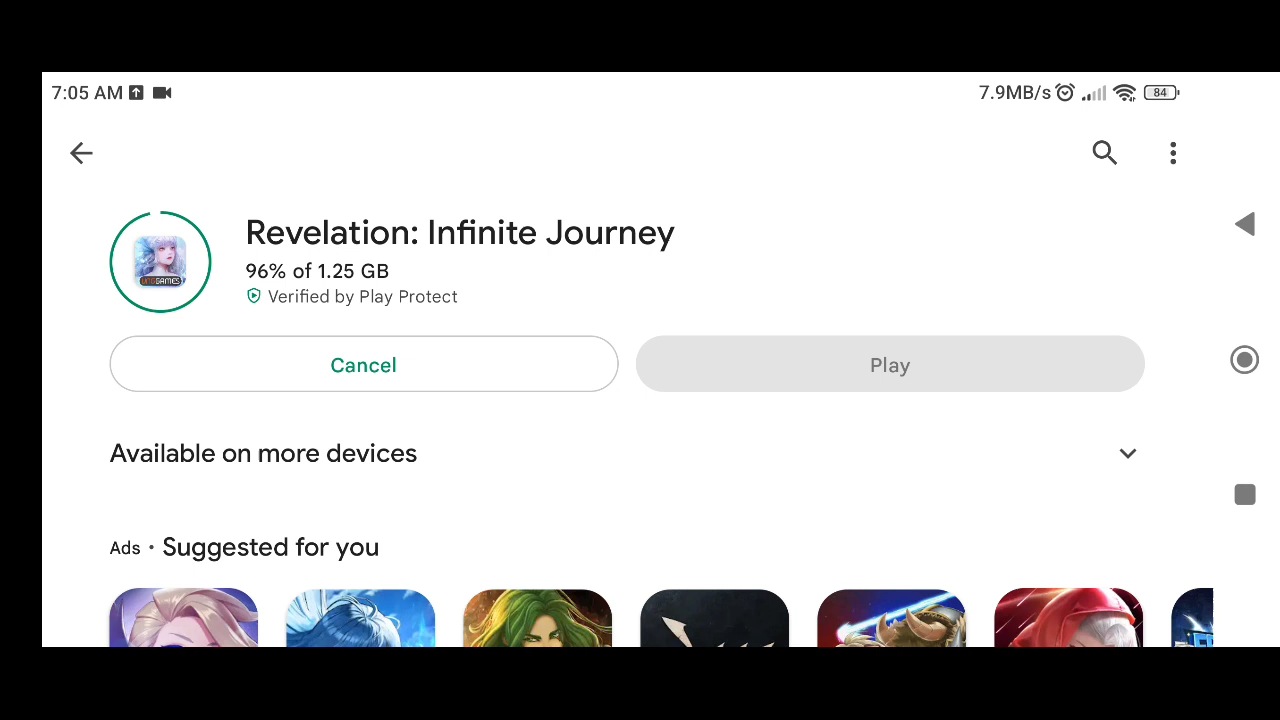 7:05 AM
7.9MB/s
84
Revelation: Infinite Journey
96% of 1.25 GB
Verified by Play Protect
GAMES
Cancel
Play
Available on more devices
Ads • Suggested for you